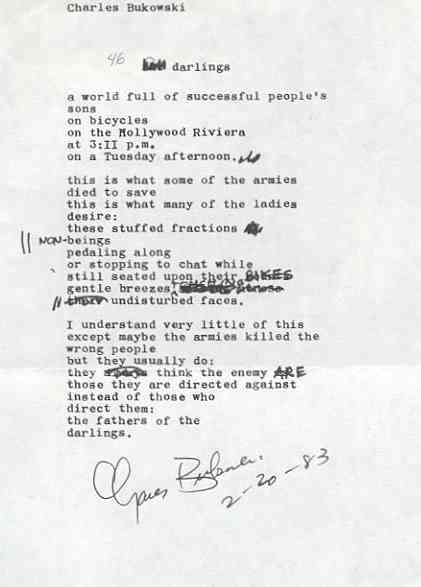 Charles Bukowski
46 darlings
a world full of successful people's
sons
on bicycles
on the Hollywood Riviera
at 3:II p.m.
on a Tuesday afternoon.
this is what some of the armies
died to save
this is what many of the ladies
desire:
these stuffed fractions
NON-beings
pedaling along
or stopping to chat while
still seated upon their BIKES
gentle breezes
undisturbed faces.
I understand very little of this
except maybe the armies killed the
wrong people
but they usually do:
they think the enemy ARE
those they are directed against
instead of those who
direct them:
the fathers of the
darlings.
Charles Bukowski.
2-20-83